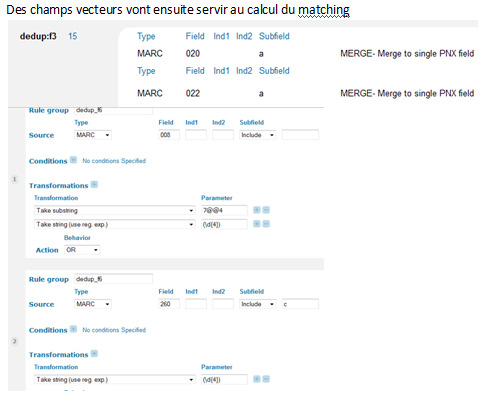 Des champs vecteurs vont ensuite servir au calcul du matching
dedup:f3 15
Type Field Ind1 Ind2 Subfield
MARC 020 a MERGE- Merge to single PNX field
Type Field Ind1 Ind2 Subfield
MARC 022 a MERGE- Merge to single PNX field
Rule group dedup_f6
Type Field Ind1 Ind2 Subfield
Source MARC 008 Include
Conditions No conditions Specified
1
Transformations
Transformation Parameter
Take substring 7@@4
Take string (use reg. exp.) (\d{4})
Behavior
Action OR
Rule group dedup_f6
Type Field Ind1 Ind2 Subfield
Source MARC 260 Include c
Conditions No conditions Specified
2
Transformations
Transformation Parameter
Take string (use reg. exp.) (\d{4})